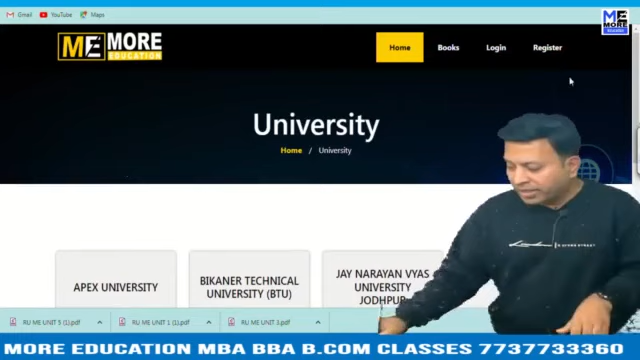 Gmail YouTube Maps
ME MORE EDUCATION
Home Books Login Register
ME
MORE
University
Home / University
APEX UNIVERSITY
BIKANER TECHNICAL
UNIVERSITY (BTU)
JAY NARAYAN VYAS
UNIVERSITY
JODHPUR
RU ME UNIT 5 (1).pdf RU ME UNIT 1 (1).pdf RU ME UNIT 3.pdf
MORE EDUCATION MBA BBA B.COM CLASSES 7737733360